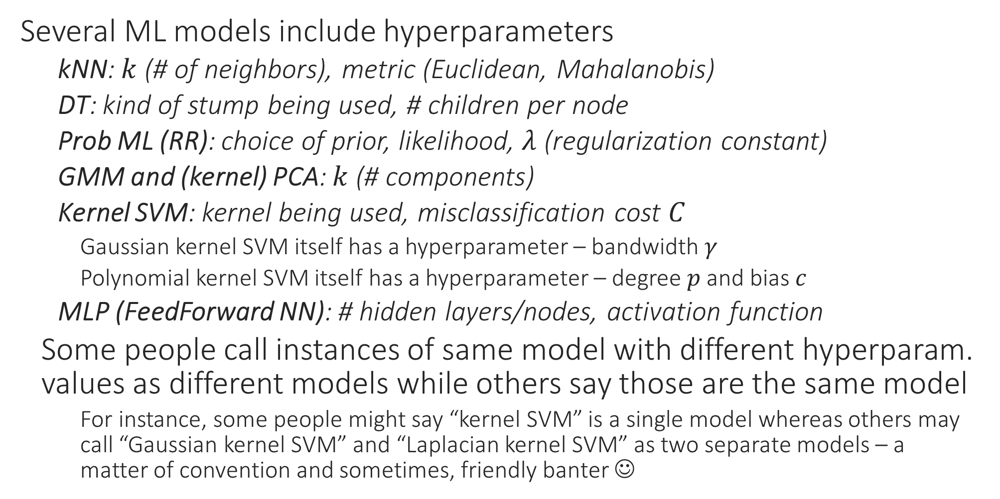 Several ML models include hyperparameters
kNN: k (# of neighbors), metric (Euclidean, Mahalanobis)
DT: kind of stump being used, # children per node
Prob ML (RR): choice of prior, likelihood, λ (regularization constant)
GMM and (kernel) PCA: k (# components)
Kernel SVM: kernel being used, misclassification cost C
Gaussian kernel SVM itself has a hyperparameter – bandwidth γ
Polynomial kernel SVM itself has a hyperparameter – degree p and bias c
MLP (FeedForward NN): # hidden layers/nodes, activation function
Some people call instances of same model with different hyperparam.
values as different models while others say those are the same model
For instance, some people might say “kernel SVM” is a single model whereas others may
call “Gaussian kernel SVM” and “Laplacian kernel SVM” as two separate models – a
matter of convention and sometimes, friendly banter ☺